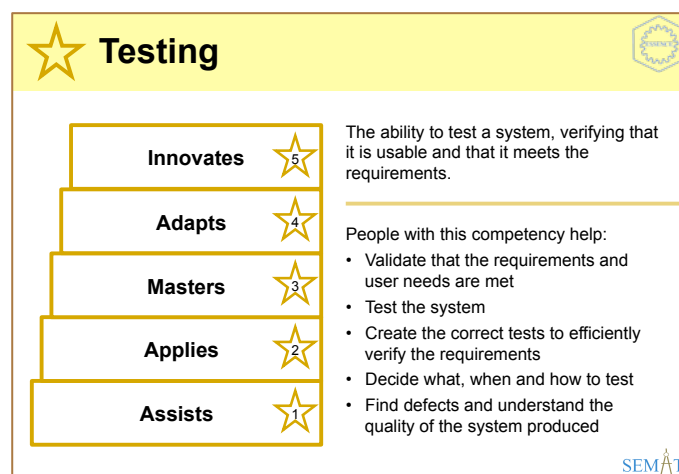 Testing
ESSENCE
Innovates 5
Adapts 4
Masters 3
Applies 2
Assists 1
The ability to test a system, verifying that
it is usable and that it meets the
requirements.
People with this competency help:
• Validate that the requirements and
user needs are met
• Test the system
• Create the correct tests to efficiently
verify the requirements
• Decide what, when and how to test
• Find defects and understand the
quality of the system produced
SEMAT